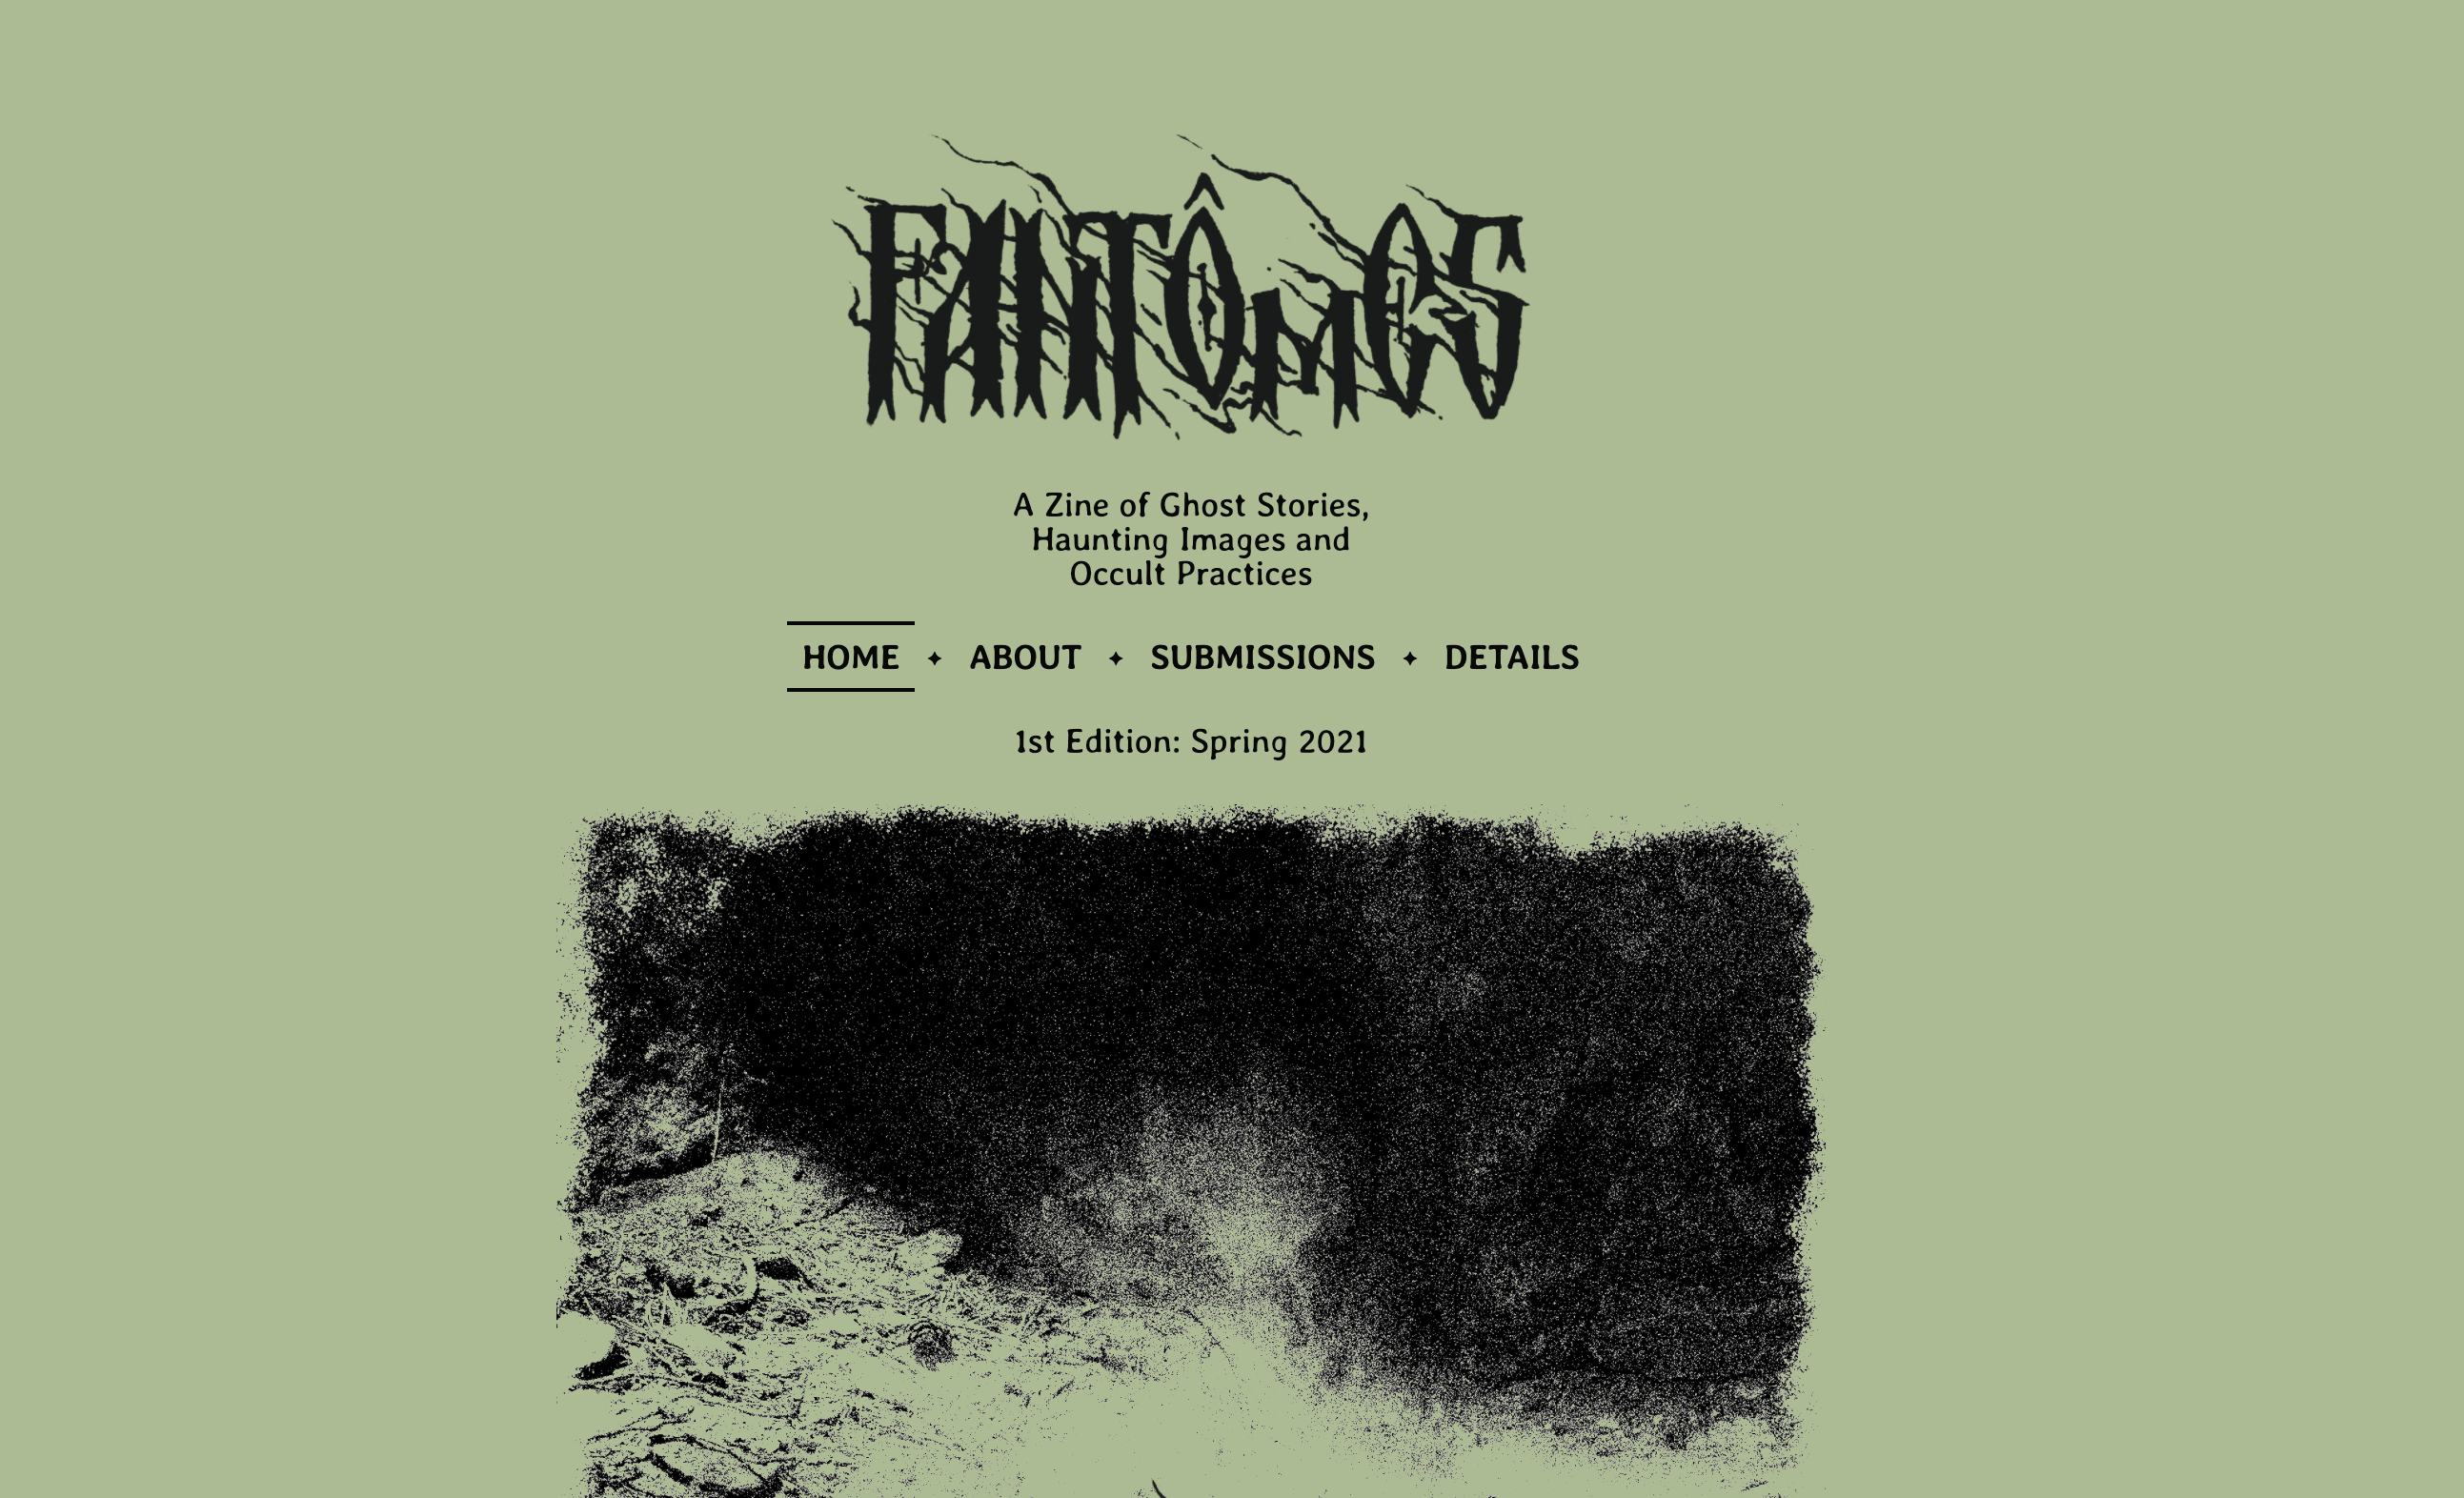 FANTÔMES
A Zine of Ghost Stories,
Haunting Images and
Occult Practices
HOME ✦ ABOUT ✦ SUBMISSIONS ✦ DETAILS
1st Edition: Spring 2021